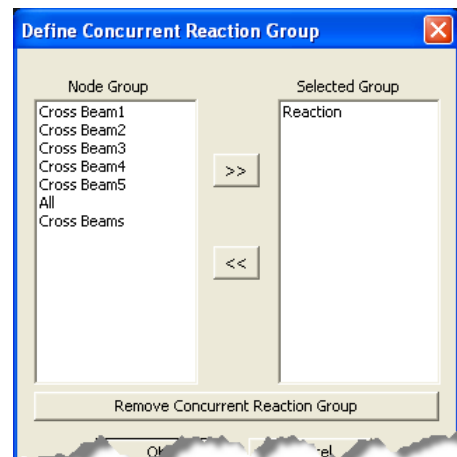 Define Concurrent Reaction Group
Node Group
Selected Group
Cross Beam1
Cross Beam2
Cross Beam3
Cross Beam4
Cross Beam5
All
Cross Beams
Reaction
>>
<<
Remove Concurrent Reaction Group